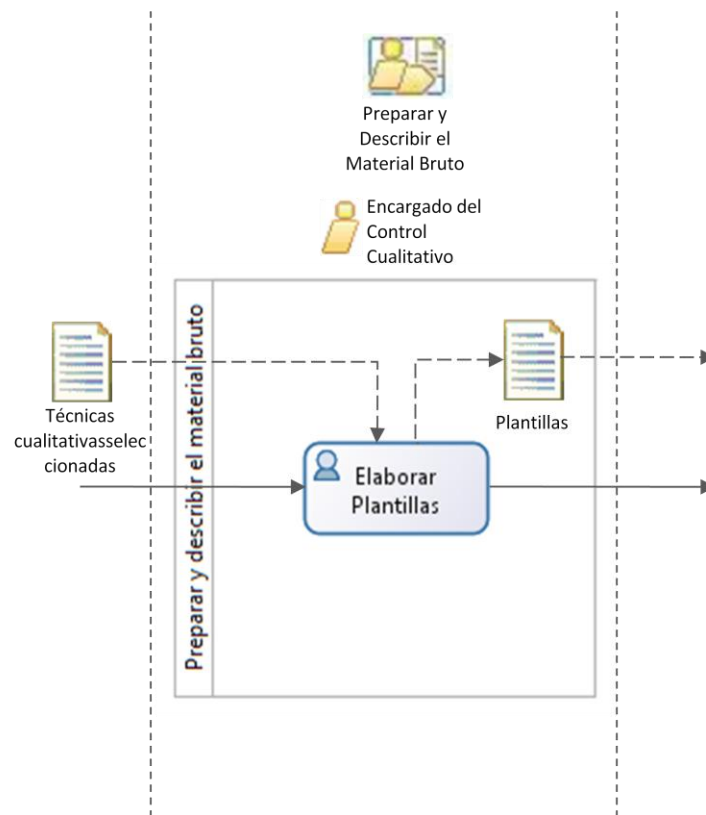 Preparar y
Describir el
Material Bruto
Encargado del
Control
Cualitativo
Preparar y describir el material bruto
Técnicas
cualitativasselec
cionadas
Plantillas
Elaborar
Plantillas